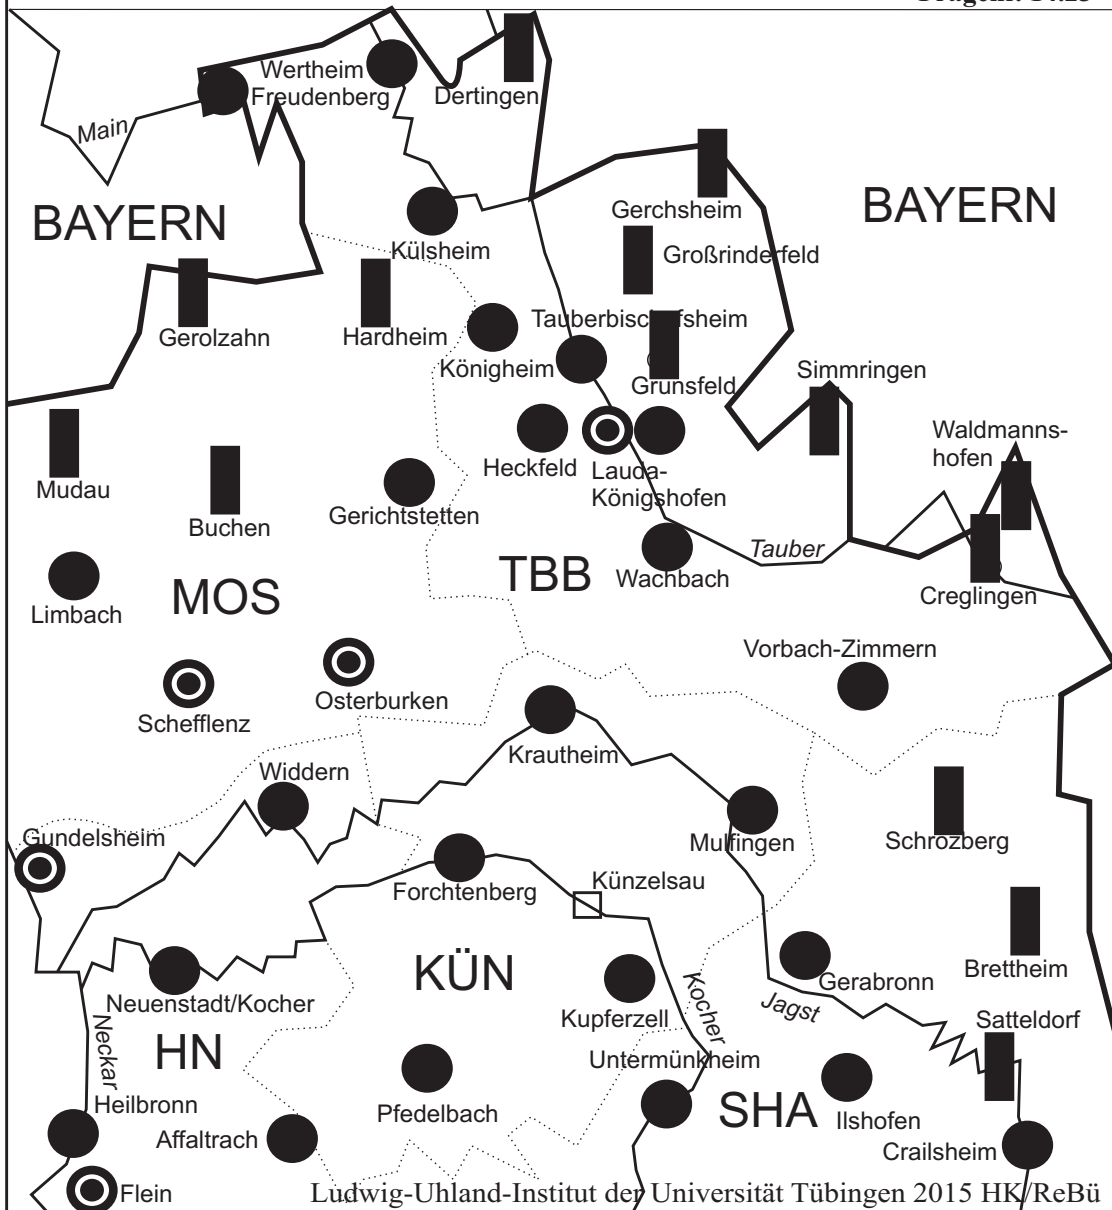 Wertheim
Freudenberg
Dertingen
Main
BAYERN
Gerchsheim
BAYERN
Külsheim
Großrinderfeld
Gerolzahn
Hardheim
Tauberbischofsheim
Königheim
Grünsfeld
Simmringen
Waldmanns-
hofen
Mudau
Buchen
Gerichtstetten
Heckfeld
Lauda-
Königshofen
Tauber
Wachbach
TBB
MOS
Limbach
Creglingen
Vorbach-Zimmern
Schefflenz
Osterburken
Krautheim
Widdern
Gundelsheim
Mulfingen
Schrozberg
Forchtenberg
Künzelsau
KÜN
Neuenstadt/Kocher
Gerabronn
Brettheim
Kupferzell
Kocher
Jagst
Neckar
HN
Untermünkheim
Satteldorf
Heilbronn
Affaltrach
Pfedelbach
SHA
Ilshofen
Crailsheim
Flein
Ludwig-Uhland-Institut der Universität Tübingen 2015 HK/ReBü